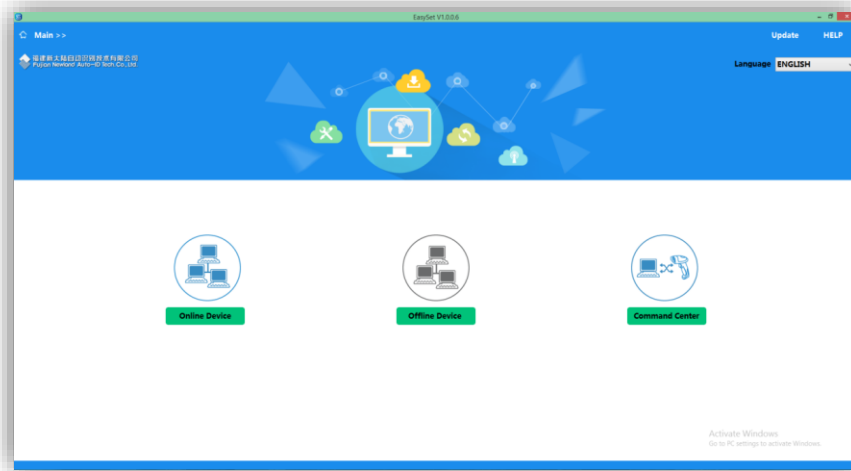 EasySet V1.0.0.6
Main >>
Update
HELP
福建新大陆自动识别技术有限公司
Fujian Newland Auto-ID Tech Co., Ltd.
Language ENGLISH
Online Device
Offline Device
Command Center
Activate Windows
Go to PC settings to activate Windows.